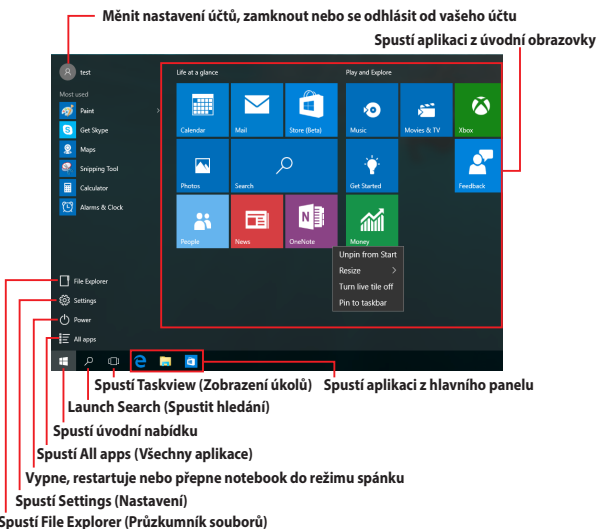 Měnit nastavení účtů, zamknout nebo se odhlásit od vašeho účtu
Spustí aplikaci z úvodní obrazovky
test
Life at a glance
Play and Explore
Most used
Paint
Get Skype
Maps
Snipping Tool
Calculator
Alarms & Clock
Calendar
Mail
Store (Beta)
Music
Movies & TV
Xbox
Photos
Search
Get Started
Feedback
People
News
OneNote
Money
Unpin from Start
Resize
Turn live tile off
Pin to taskbar
File Explorer
Settings
Power
All apps
Spustí Taskview (Zobrazení úkolů)
Spustí aplikaci z hlavního panelu
Launch Search (Spustit hledání)
Spustí úvodní nabídku
Spustí All apps (Všechny aplikace)
Vypne, restartuje nebo přepne notebook do režimu spánku
Spustí Settings (Nastavení)
Spustí File Explorer (Průzkumník souborů)